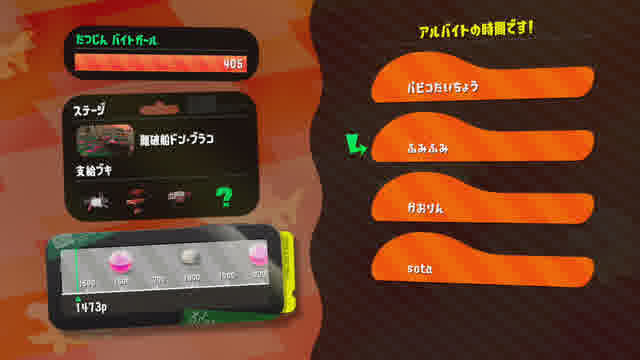 たつじん バイトガール
405
ステージ
難破船ドン・ブラコ
支給ブキ
?
1473p
アルバイトの時間です!
パピコだいちょう
ふみふみ
かおりん
sota